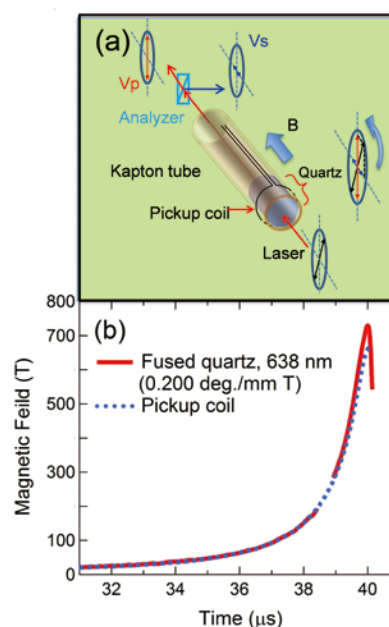 (a)
Vs
Vp
Analyzer
B
Kapton tube
Quartz
Pickup coil
Laser
800
(b)
700
Fused quartz, 638 nm
(0.200 deg./mm T)
Pickup coil
500
300
100
0
32 34 36 38 40
Magnetic Feild (T)
Time (μs)